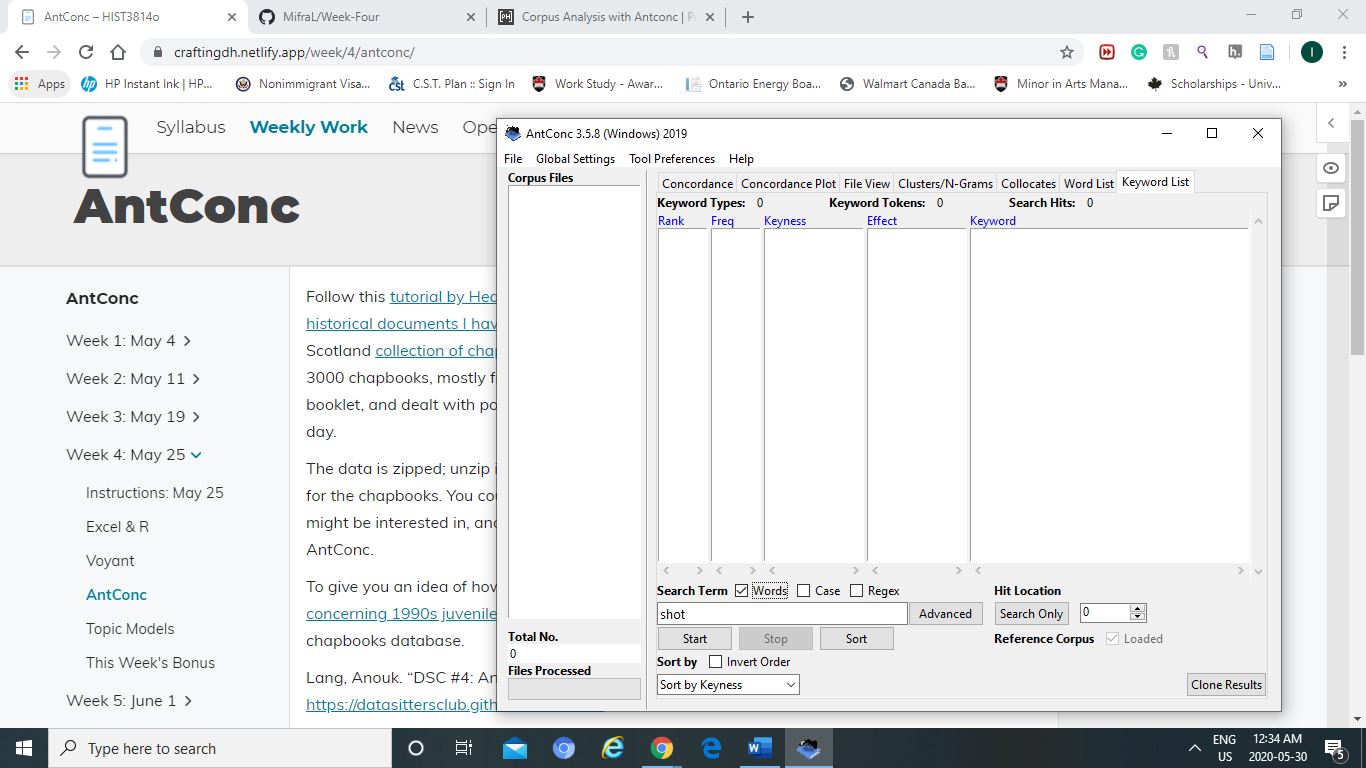 AntConc – HIST3814o
MifraL/Week-Four
Corpus Analysis with Antconc | P
craftingdh.netlify.app/week/4/antconc/
Apps
HP Instant Ink | HP...
Nonimmigrant Visa...
C.S.T. Plan :: Sign In
Work Study - Awar...
Ontario Energy Boa...
Walmart Canada Ba...
Minor in Arts Mana...
Scholarships - Univ...
Syllabus
Weekly Work
News
Ope
AntConc
AntConc
Week 1: May 4
Week 2: May 11
Week 3: May 19
Week 4: May 25
Instructions: May 25
Excel & R
Voyant
AntConc
Topic Models
This Week's Bonus
Week 5: June 1
Follow this tutorial by Hea
historical documents I hav
Scotland collection of chap
3000 chapbooks, mostly f
booklet, and dealt with po
day.
The data is zipped; unzip i
for the chapbooks. You cou
might be interested in, and
AntConc.
To give you an idea of how
concerning 1990s juvenile
chapbooks database.
Lang, Anouk. “DSC #4: An
https://datasittersclub.gith
AntConc 3.5.8 (Windows) 2019
File Global Settings Tool Preferences Help
Corpus Files
Concordance Concordance Plot File View Clusters/N-Grams Collocates Word List Keyword List
Keyword Types: 0 Keyword Tokens: 0 Search Hits: 0
Rank Freq Keyness Effect Keyword
Total No.
0
Files Processed
Search Term Words Case Regex
Hit Location
shot
Advanced
Search Only
0
Start Stop Sort
Reference Corpus Loaded
Sort by Invert Order
Sort by Keyness
Clone Results
Type here to search
ENG
US
12:34 AM
2020-05-30
5